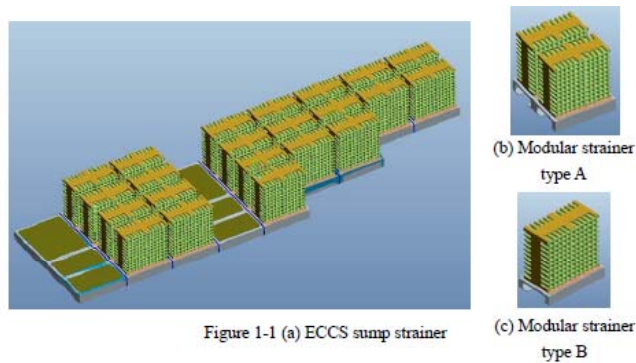 (b) Modular strainer
type A
Figure 1-1 (a) ECCS sump strainer
(c) Modular strainer
type B